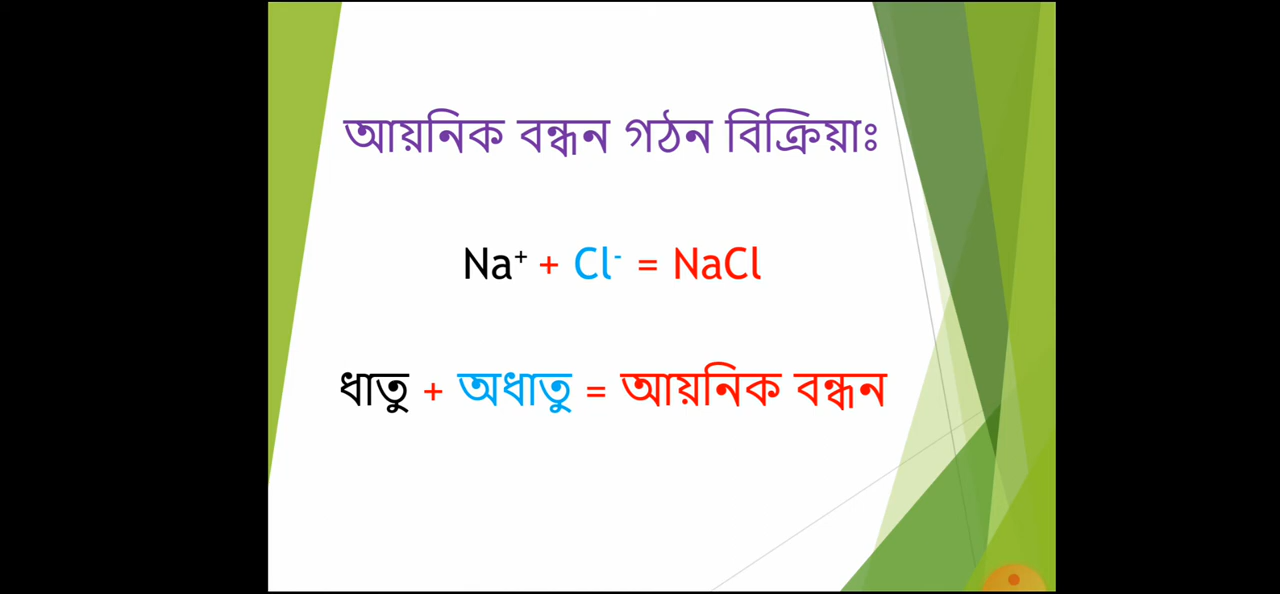 আয়নিক বন্ধন গঠন বিক্রিয়াঃ
Na⁺ + Cl⁻ = NaCl
ধাতু + অধাতু = আয়নিক বন্ধন